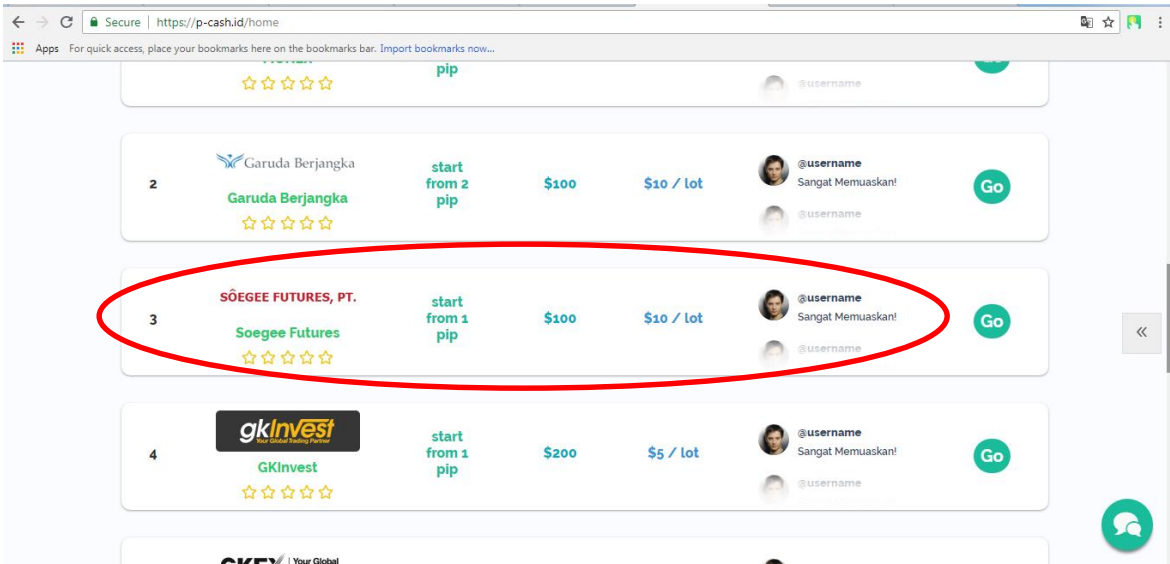 Secure | https://p-cash.id/home
Apps For quick access, place your bookmarks here on the bookmarks bar. Import bookmarks now...
pip
@username
2
Garuda Berjangka
Garuda Berjangka
start
from 2
pip
$100
$10 / lot
@username
Sangat Memuaskan!
@username
Go
3
SÔEGEE FUTURES, PT.
Soegee Futures
start
from 1
pip
$100
$10 / lot
@username
Sangat Memuaskan!
@username
Go
4
gkInvest
Your Global Trading Partner
GKInvest
start
from 1
pip
$200
$5 / lot
@username
Sangat Memuaskan!
@username
Go
Your Global